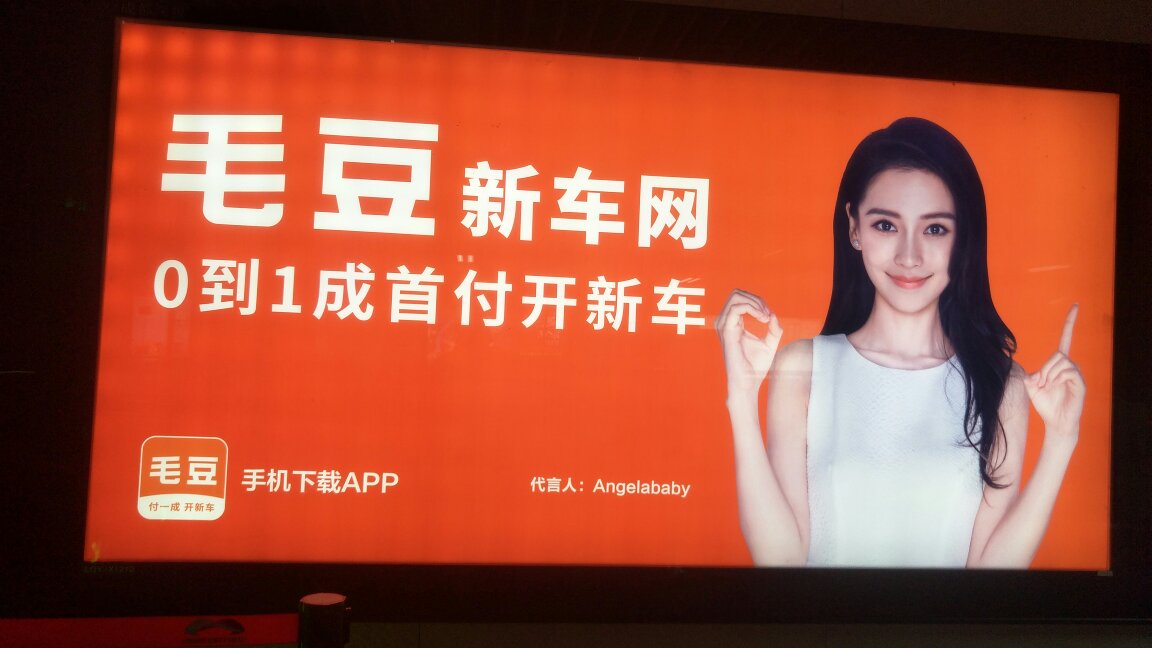 毛豆新车网
0到1成首付开新车
毛豆
付一成 开新车
手机下载APP
代言人：Angelababy